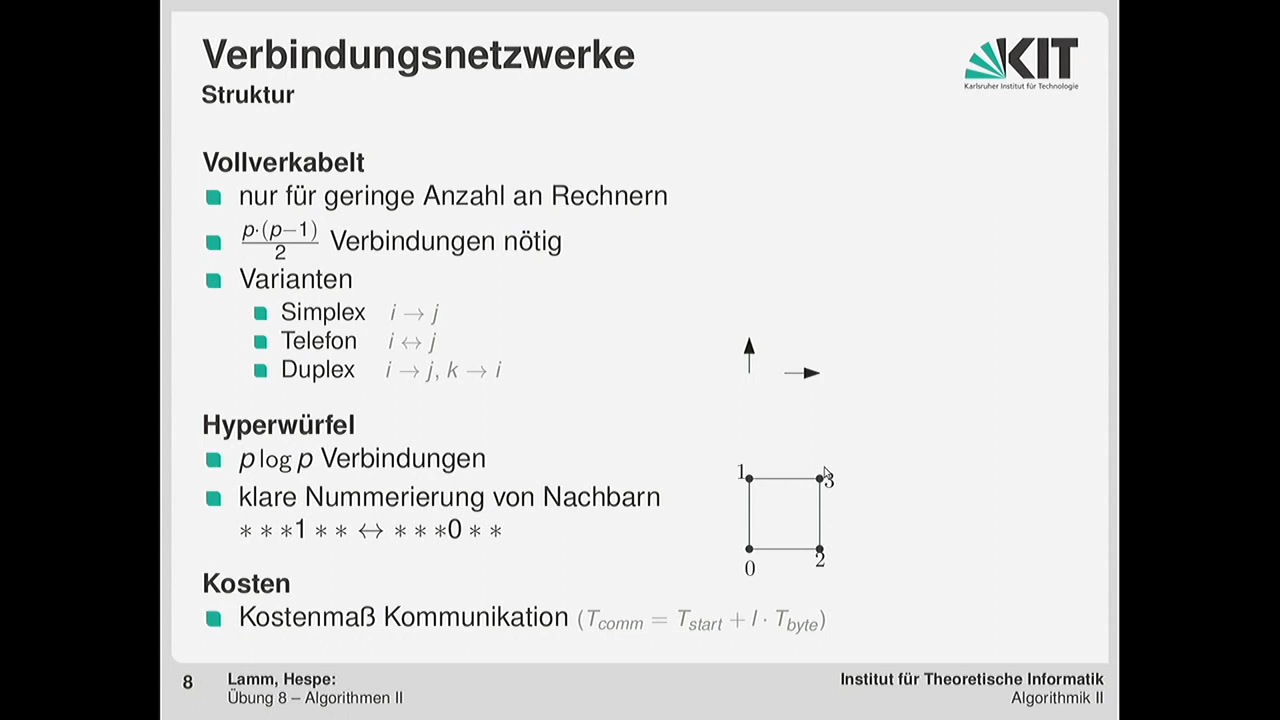 Verbindungsnetzwerke
Struktur
KIT
Karlsruher Institut für Technologie
Vollverkabelt
nur für geringe Anzahl an Rechnern
p·(p−1)/2 Verbindungen nötig
Varianten
Simplex i → j
Telefon i ↔ j
Duplex i → j, k → i
Hyperwürfel
p log p Verbindungen
klare Nummerierung von Nachbarn
∗ ∗ ∗1 ∗ ∗ ↔ ∗ ∗ ∗0 ∗ ∗
1 3
0 2
Kosten
Kostenmaß Kommunikation (T_comm = T_start + l · T_byte)
8 Lamm, Hespe:
Übung 8 – Algorithmen II
Institut für Theoretische Informatik
Algorithmik II